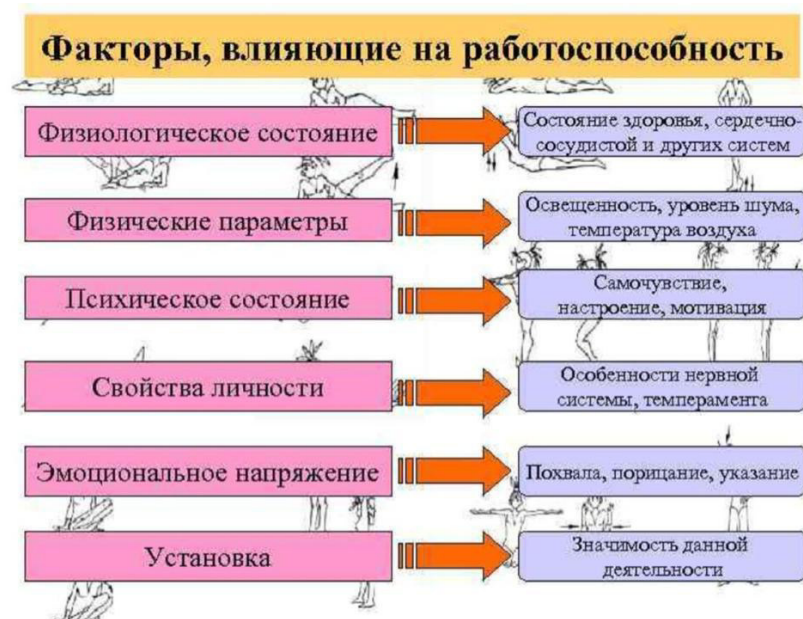 Факторы, влияющие на работоспособность
Физиологическое состояние
Состояние здоровья, сердечно-
сосудистой и других систем
Физические параметры
Освещенность, уровень шума,
температура воздуха
Психическое состояние
Самочувствие,
настроение, мотивация
Свойства личности
Особенности нервной
системы, темперамента
Эмоциональное напряжение
Похвала, порицание, указание
Установка
Значимость данной
деятельности